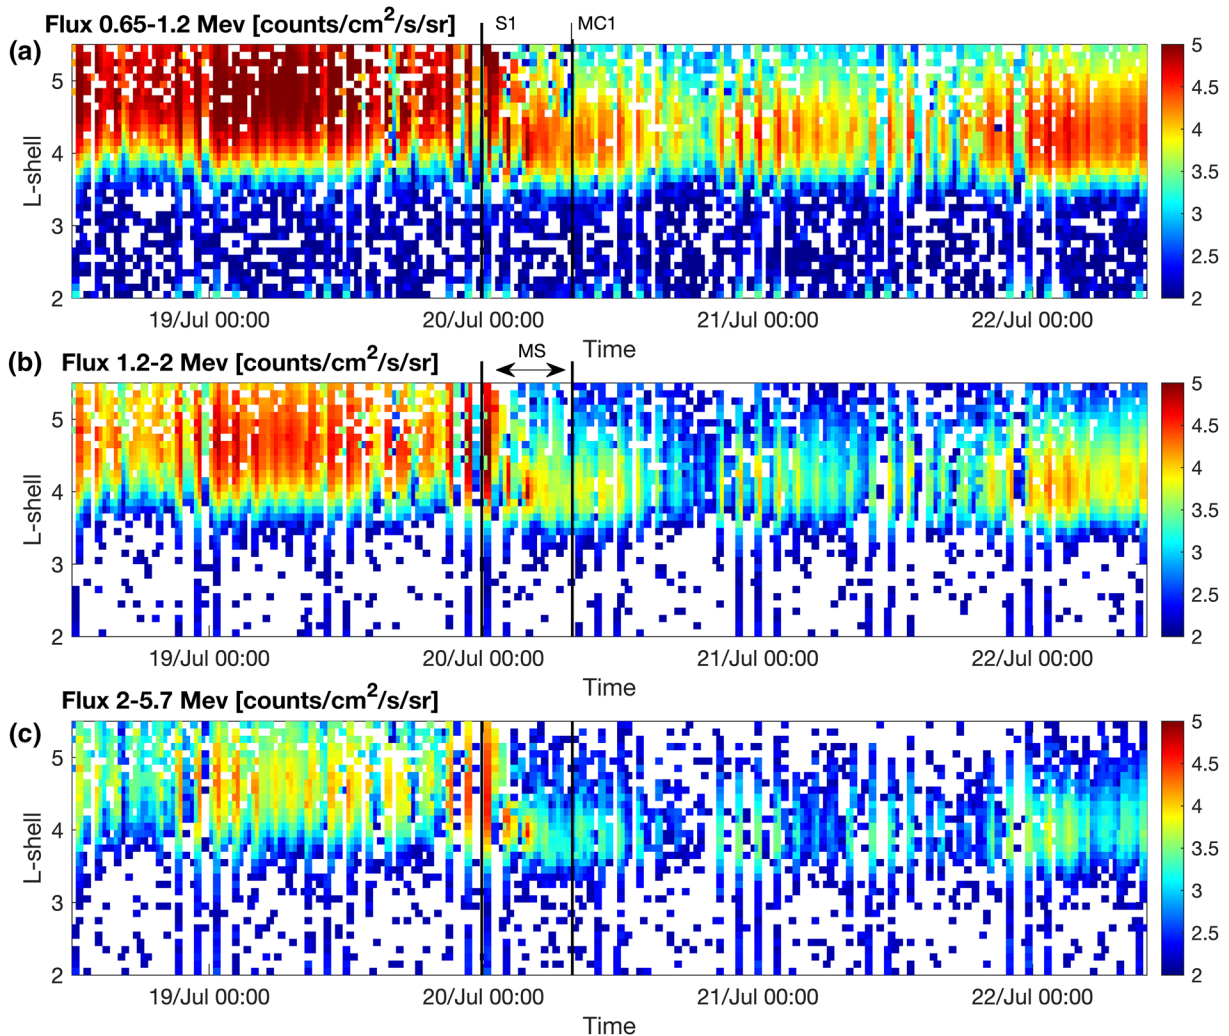 Flux 0.65-1.2 Mev [counts/cm²/s/sr]
S1
MC1
(a)
5
4
3
2
L-shell
19/Jul 00:00
20/Jul 00:00
21/Jul 00:00
22/Jul 00:00
Time
5
4.5
4
3.5
3
2.5
2
(b)
Flux 1.2-2 Mev [counts/cm²/s/sr]
MS
5
4
3
2
L-shell
19/Jul 00:00
20/Jul 00:00
21/Jul 00:00
22/Jul 00:00
Time
5
4.5
4
3.5
3
2.5
2
Flux 2-5.7 Mev [counts/cm²/s/sr]
(c)
5
4
3
2
L-shell
19/Jul 00:00
20/Jul 00:00
21/Jul 00:00
22/Jul 00:00
Time
5
4.5
4
3.5
3
2.5
2